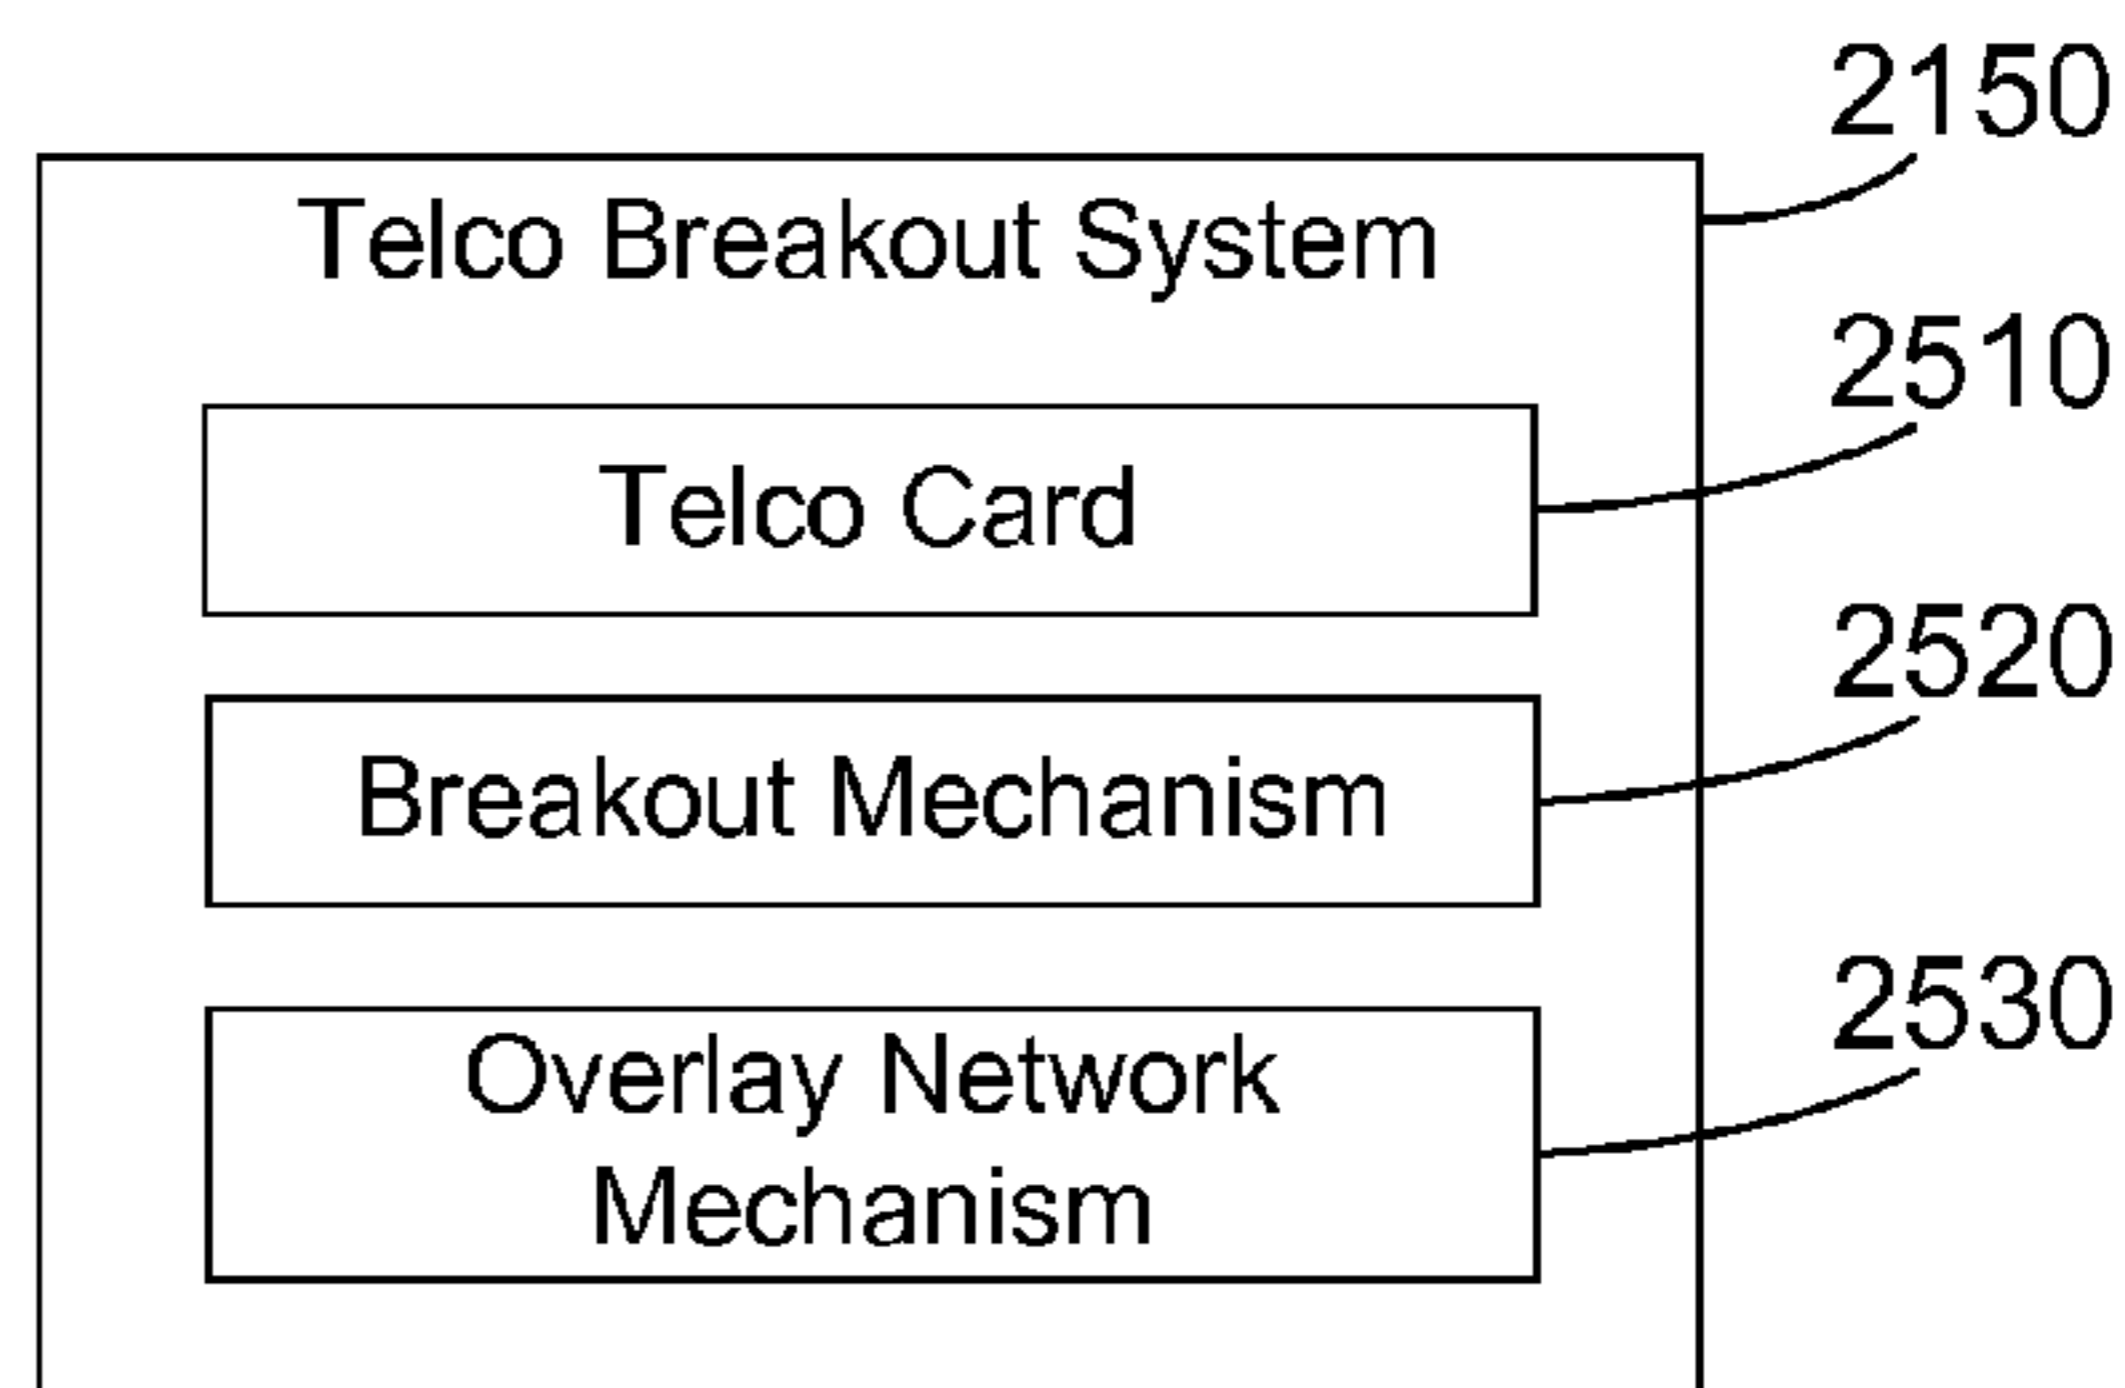 2150
Telco Breakout System
2510
Telco Card
2520
Breakout Mechanism
2530
Overlay Network
Mechanism